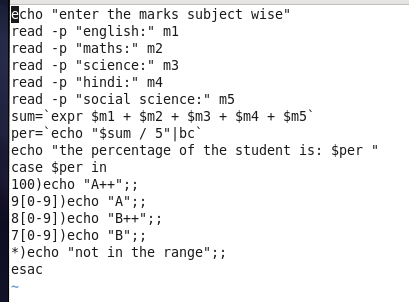 echo "enter the marks subject wise"
read -p "english:" m1
read -p "maths:" m2
read -p "science:" m3
read -p "hindi:" m4
read -p "social science:" m5
sum=`expr $m1 + $m2 + $m3 + $m4 + $m5`
per=`echo "$sum / 5"|bc`
echo "the percentage of the student is: $per "
case $per in
100)echo "A++";;
9[0-9])echo "A";;
8[0-9])echo "B++";;
7[0-9])echo "B";;
*)echo "not in the range";;
esac
~